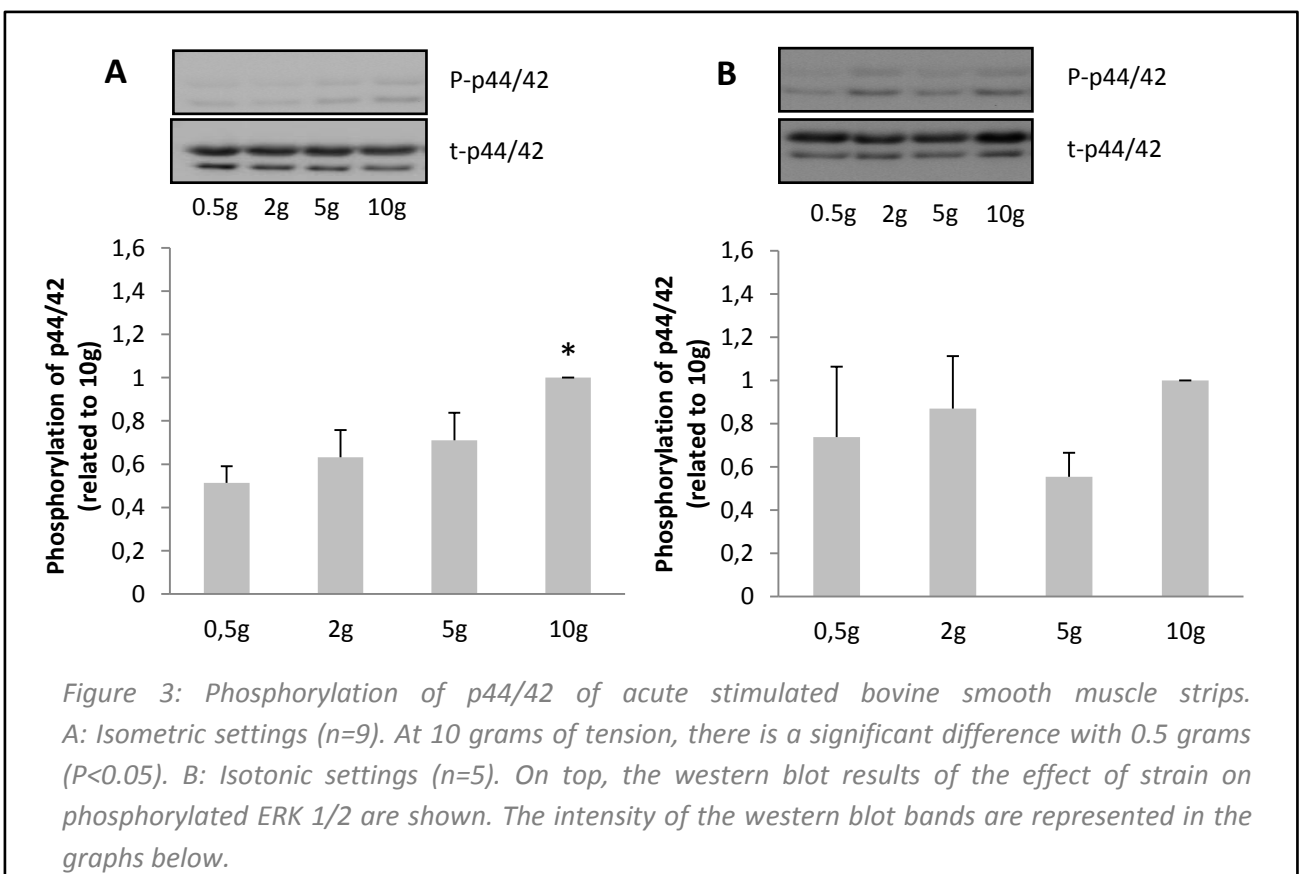 A
P-p44/42
t-p44/42
0.5g 2g 5g 10g
Phosphorylation of p44/42
(related to 10g)
1,6
1,4
1,2
1
0,8
0,6
0,4
0,2
0
*
0,5g 2g 5g 10g
B
P-p44/42
t-p44/42
0.5g 2g 5g 10g
Phosphorylation of p44/42
(related to 10g)
1,6
1,4
1,2
1
0,8
0,6
0,4
0,2
0
0,5g 2g 5g 10g
Figure 3: Phosphorylation of p44/42 of acute stimulated bovine smooth muscle strips.
A: Isometric settings (n=9). At 10 grams of tension, there is a significant difference with 0.5 grams
(P<0.05). B: Isotonic settings (n=5). On top, the western blot results of the effect of strain on
phosphorylated ERK 1/2 are shown. The intensity of the western blot bands are represented in the
graphs below.